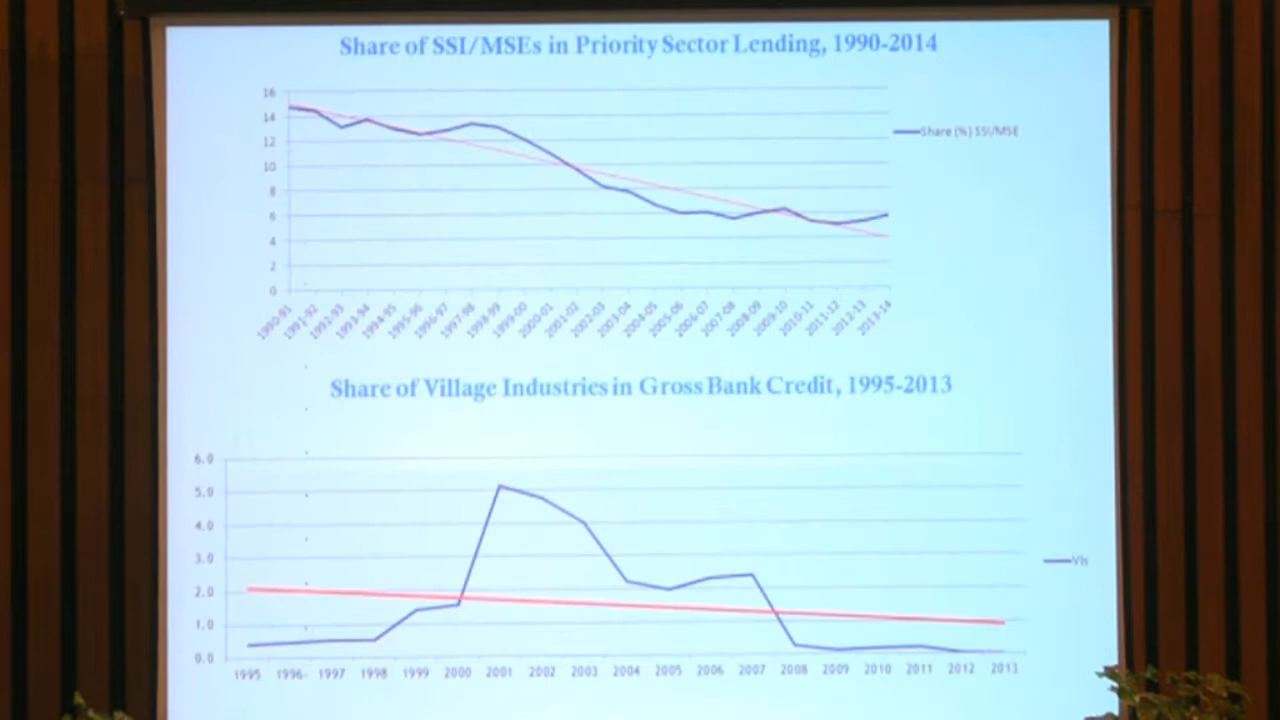 Share of SSI/MSEs in Priority Sector Lending, 1990-2014
16
14
12
10
8
6
4
2
0
Share (%) SSI/MSE
1990-91 1991-92 1992-93 1993-94 1994-95 1995-96 1996-97 1997-98 1998-99 1999-00 2000-01 2001-02 2002-03 2003-04 2004-05 2005-06 2006-07 2007-08 2008-09 2009-10 2010-11 2011-12 2012-13 2013-14
Share of Village Industries in Gross Bank Credit, 1995-2013
6.0
5.0
4.0
3.0
2.0
1.0
0.0
VIs
1995 1996- 1997 1998 1999 2000 2001 2002 2003 2004 2005 2006 2007 2008 2009 2010 2011 2012 2013